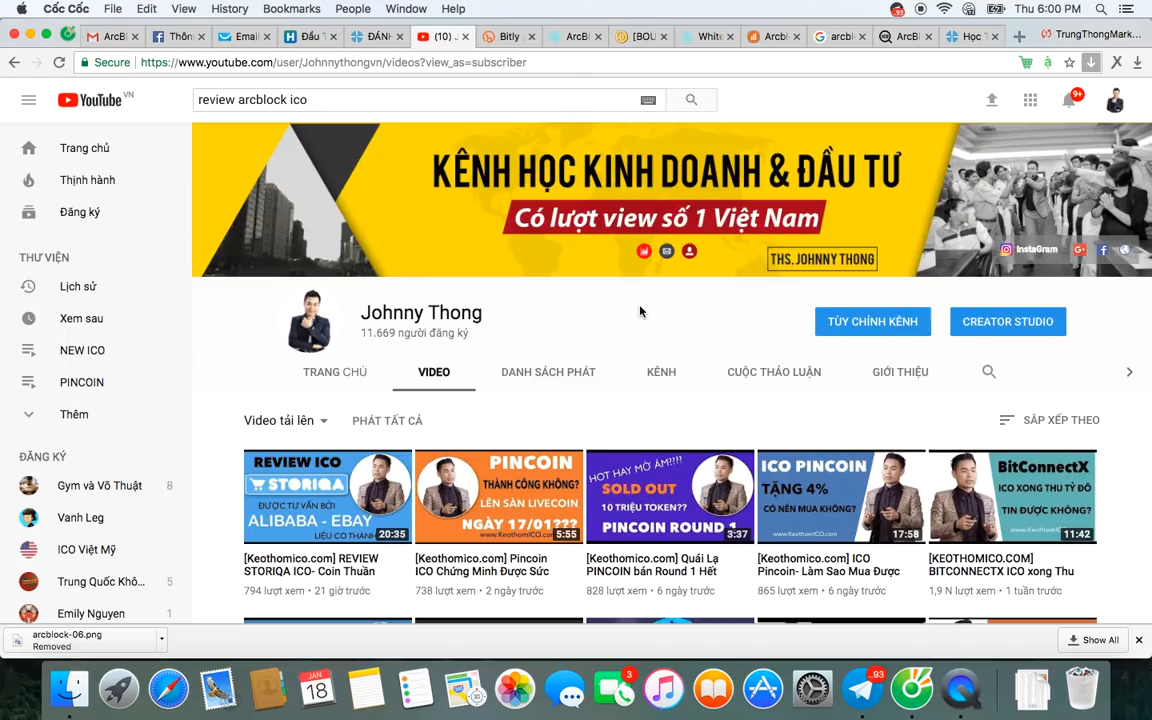 Cốc Cốc File Edit View History Bookmarks People Window Help
93 Thu 6:00 PM
ArcBl Thôn Email Đầu T ĐÁNH (10) J Bitly ArcBl [BOU White Arcbl arcbl ArcBl Học T TrungThongMark...
Secure https://www.youtube.com/user/Johnnythongvn/videos?view_as=subscriber
YouTube VN
review arcblock ico
9+
Trang chủ
Thịnh hành
Đăng ký
THƯ VIỆN
Lịch sử
Xem sau
NEW ICO
PINCOIN
Thêm
ĐĂNG KÝ
Gym và Võ Thuật 8
Vanh Leg
ICO Việt Mỹ
Trung Quốc Khô... 5
Emily Nguyen 1
KÊNH HỌC KINH DOANH & ĐẦU TƯ
Có lượt view số 1 Việt Nam
THS. JOHNNY THONG
InstaGram
Johnny Thong
11.669 người đăng ký
TÙY CHỈNH KÊNH
CREATOR STUDIO
TRANG CHỦ VIDEO DANH SÁCH PHÁT KÊNH CUỘC THẢO LUẬN GIỚI THIỆU
Video tải lên PHÁT TẤT CẢ SẮP XẾP THEO
REVIEW ICO
STORIQA
ĐƯỢC TƯ VẤN BỞI
ALIBABA - EBAY
LIỆU CÓ THÀNH
20:35
[Keothomico.com] REVIEW
STORIQA ICO- Coin Thuần
794 lượt xem • 21 giờ trước
PINCOIN
THÀNH CÔNG KHÔNG?
LÊN SÀN LIVECOIN
NGÀY 17/01???
5:55
[Keothomico.com] Pincoin
ICO Chứng Minh Được Sức
738 lượt xem • 2 ngày trước
HOT HAY MỜ ÁM????
SOLD OUT
10 TRIỆU TOKEN??
PINCOIN ROUND 1
3:37
[Keothomico.com] Quái Lạ
PINCOIN bán Round 1 Hết
828 lượt xem • 6 ngày trước
ICO PINCOIN
TẶNG 4%
CÓ NÊN MUA KHÔNG?
17:58
[Keothomico.com] ICO
Pincoin- Làm Sao Mua Được
865 lượt xem • 6 ngày trước
BitConnectX
ICO XONG THU TỶ ĐÔ
TIN ĐƯỢC KHÔNG?
11:42
[KEOTHOMICO.COM]
BITCONNECTX ICO xong Thu
1,9 N lượt xem • 1 tuần trước
arcblock-06.png
Removed
Show All
JAN
18
3
93